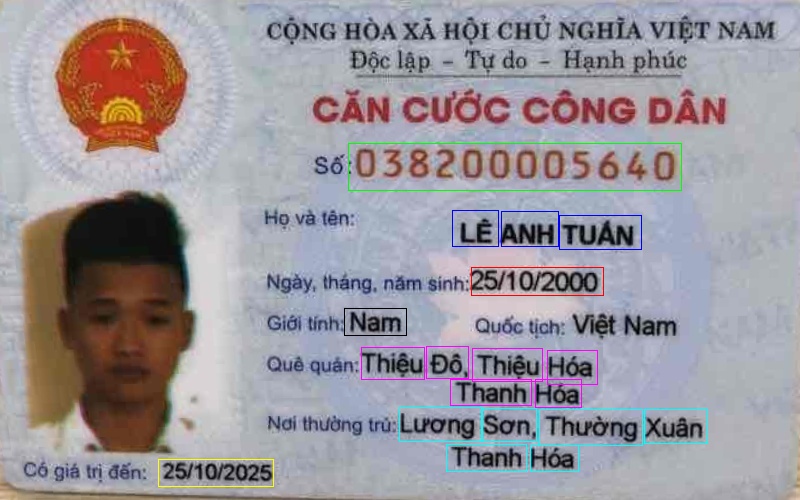 CỘNG HÒA XÃ HỘI CHỦ NGHĨA VIỆT NAM
Độc lập - Tự do - Hạnh phúc
CĂN CƯỚC CÔNG DÂN
Số: 038200005640
Họ và tên: LÊ ANH TUẤN
Ngày, tháng, năm sinh: 25/10/2000
Giới tính: Nam Quốc tịch: Việt Nam
Quê quán: Thiệu Đô, Thiệu Hóa
Thanh Hóa
Nơi thường trú: Lương Sơn, Thường Xuân
Thanh Hóa
Có giá trị đến: 25/10/2025